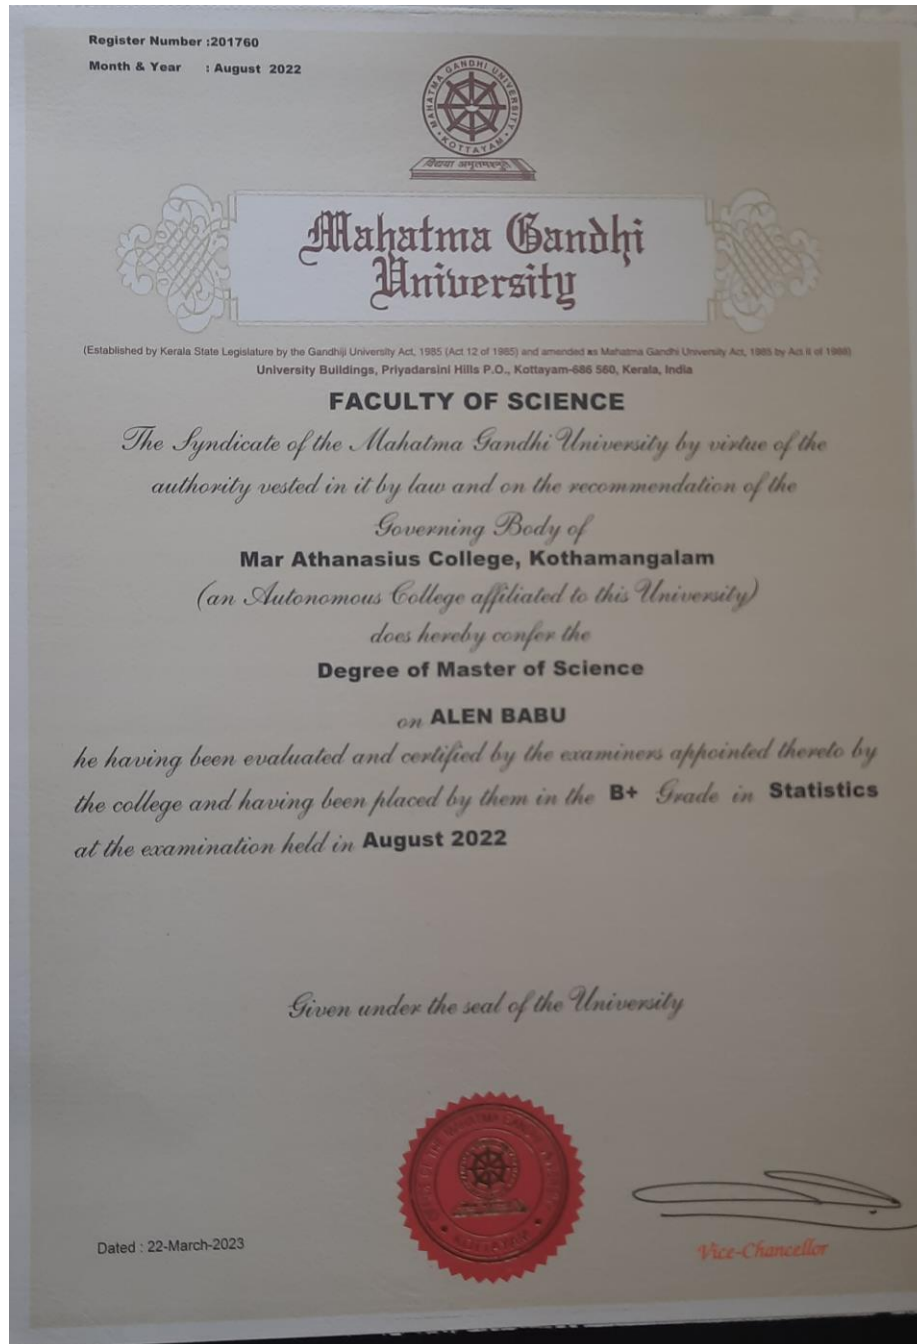 Register Number :201760
Month & Year : August 2022
MAHATMA GANDHI UNIVERSITY
KOTTAYAM
विद्यया अमृतमश्नुते
Mahatma Gandhi
University
(Established by Kerala State Legislature by the Gandhiji University Act, 1985 (Act 12 of 1985) and amended as Mahatma Gandhi University Act, 1985 by Act II of 1988)
University Buildings, Priyadarsini Hills P.O., Kottayam-686 560, Kerala, India
FACULTY OF SCIENCE
The Syndicate of the Mahatma Gandhi University by virtue of the
authority vested in it by law and on the recommendation of the
Governing Body of
Mar Athanasius College, Kothamangalam
(an Autonomous College affiliated to this University)
does hereby confer the
Degree of Master of Science
on ALEN BABU
he having been evaluated and certified by the examiners appointed thereto by
the college and having been placed by them in the B+ Grade in Statistics
at the examination held in August 2022
Given under the seal of the University
KOTTAYAM
Dated : 22-March-2023
Vice-Chancellor